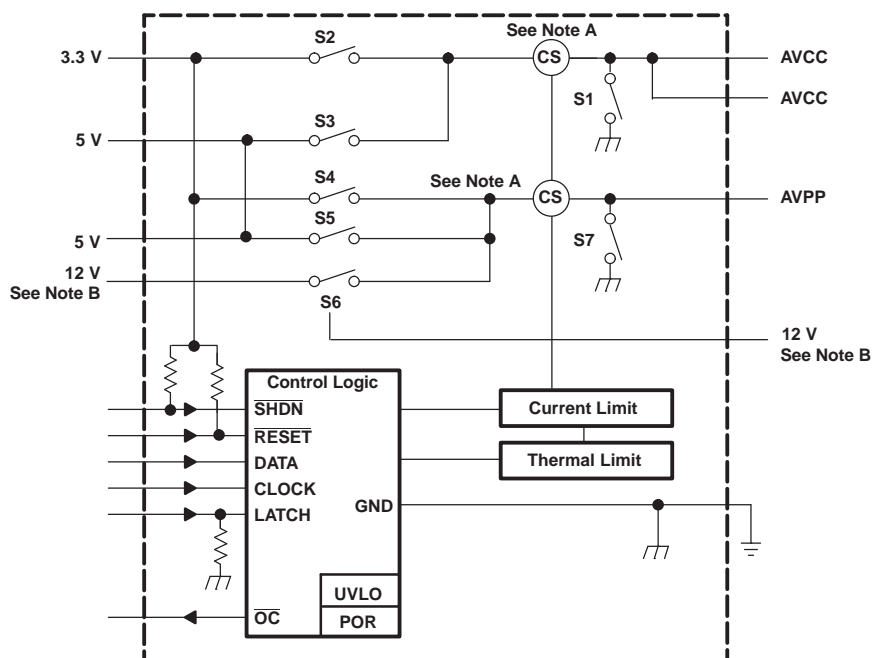 See Note A
S2
3.3 V
CS
AVCC
S1
AVCC
S3
5 V
S4
See Note A
CS
AVPP
S5
5 V
S7
12 V
See Note B
S6
12 V
See Note B
Control Logic
SHDN
Current Limit
RESET
DATA
Thermal Limit
CLOCK
LATCH
GND
UVLO
OC
POR